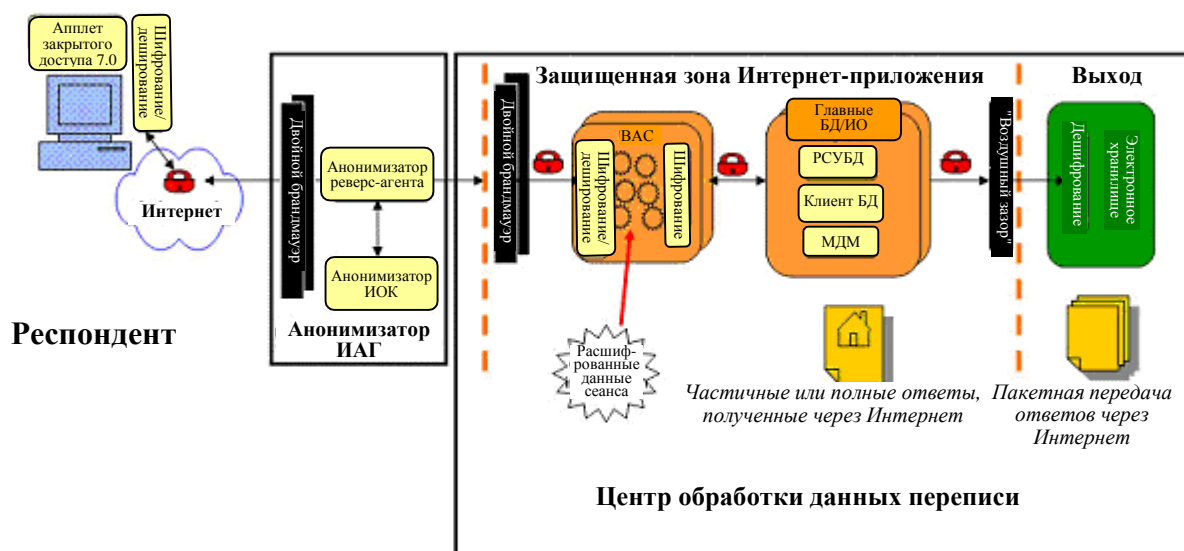 Апплет
закрытого
доступа 7.0
Шифрование/
деширование
Интернет
Респондент
Двойной брандмауэр
Анонимизатор
реверс-агента
Анонимизатор
ИОК
Анонимизатор
ИАГ
Двойной брандмауэр
Защищенная зона Интернет-приложения
ВАС
Шифрование/
деширование
Шифрование
Расшиф-
рованные
данные
сеанса
Главные
БД/ИО
РСУБД
Клиент БД
МДМ
Частичные или полные ответы,
полученные через Интернет
"Воздушный зазор"
Выход
Дешифрование
Электронное
хранилище
Пакетная передача
ответов через
Интернет
Центр обработки данных переписи